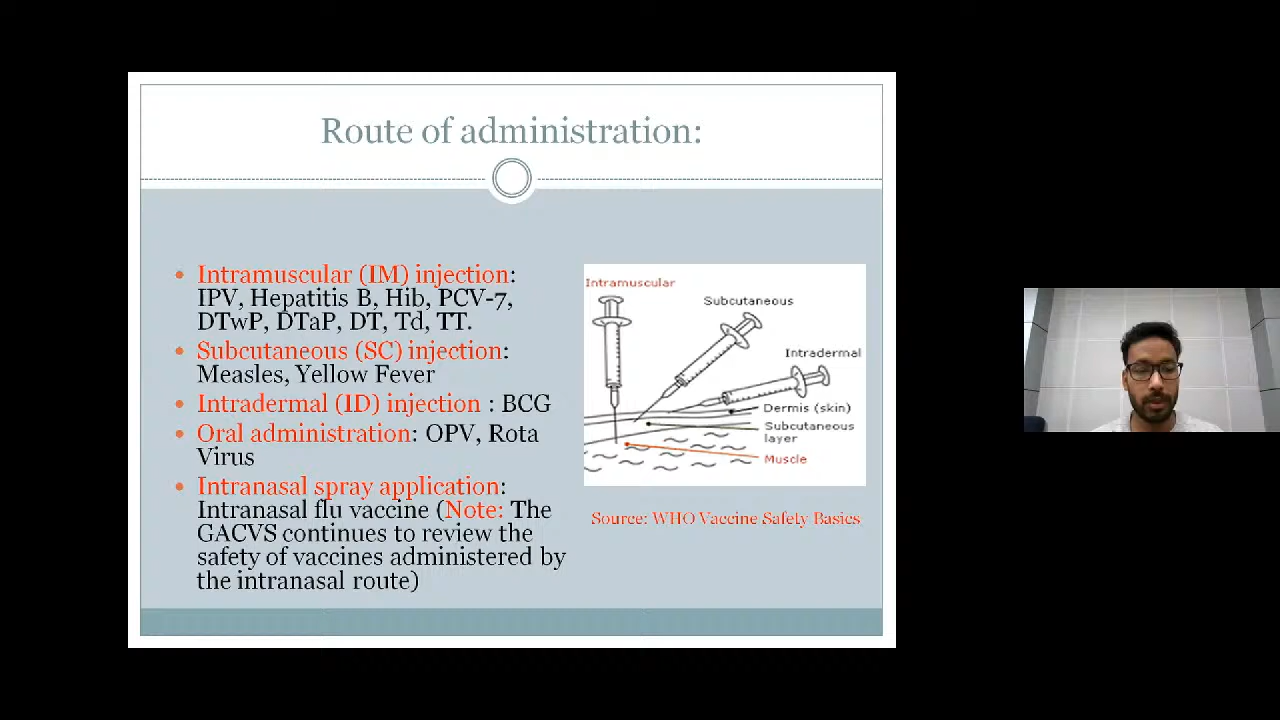 Route of administration:
Intramuscular (IM) injection:
IPV, Hepatitis B, Hib, PCV-7,
DTwP, DTaP, DT, Td, TT.
Subcutaneous (SC) injection:
Measles, Yellow Fever
Intradermal (ID) injection : BCG
Oral administration: OPV, Rota
Virus
Intranasal spray application:
Intranasal flu vaccine (Note: The
GACVS continues to review the
safety of vaccines administered by
the intranasal route)
Intramuscular
Subcutaneous
Intradermal
Dermis (skin)
Subcutaneous
layer
Muscle
Source: WHO Vaccine Safety Basics